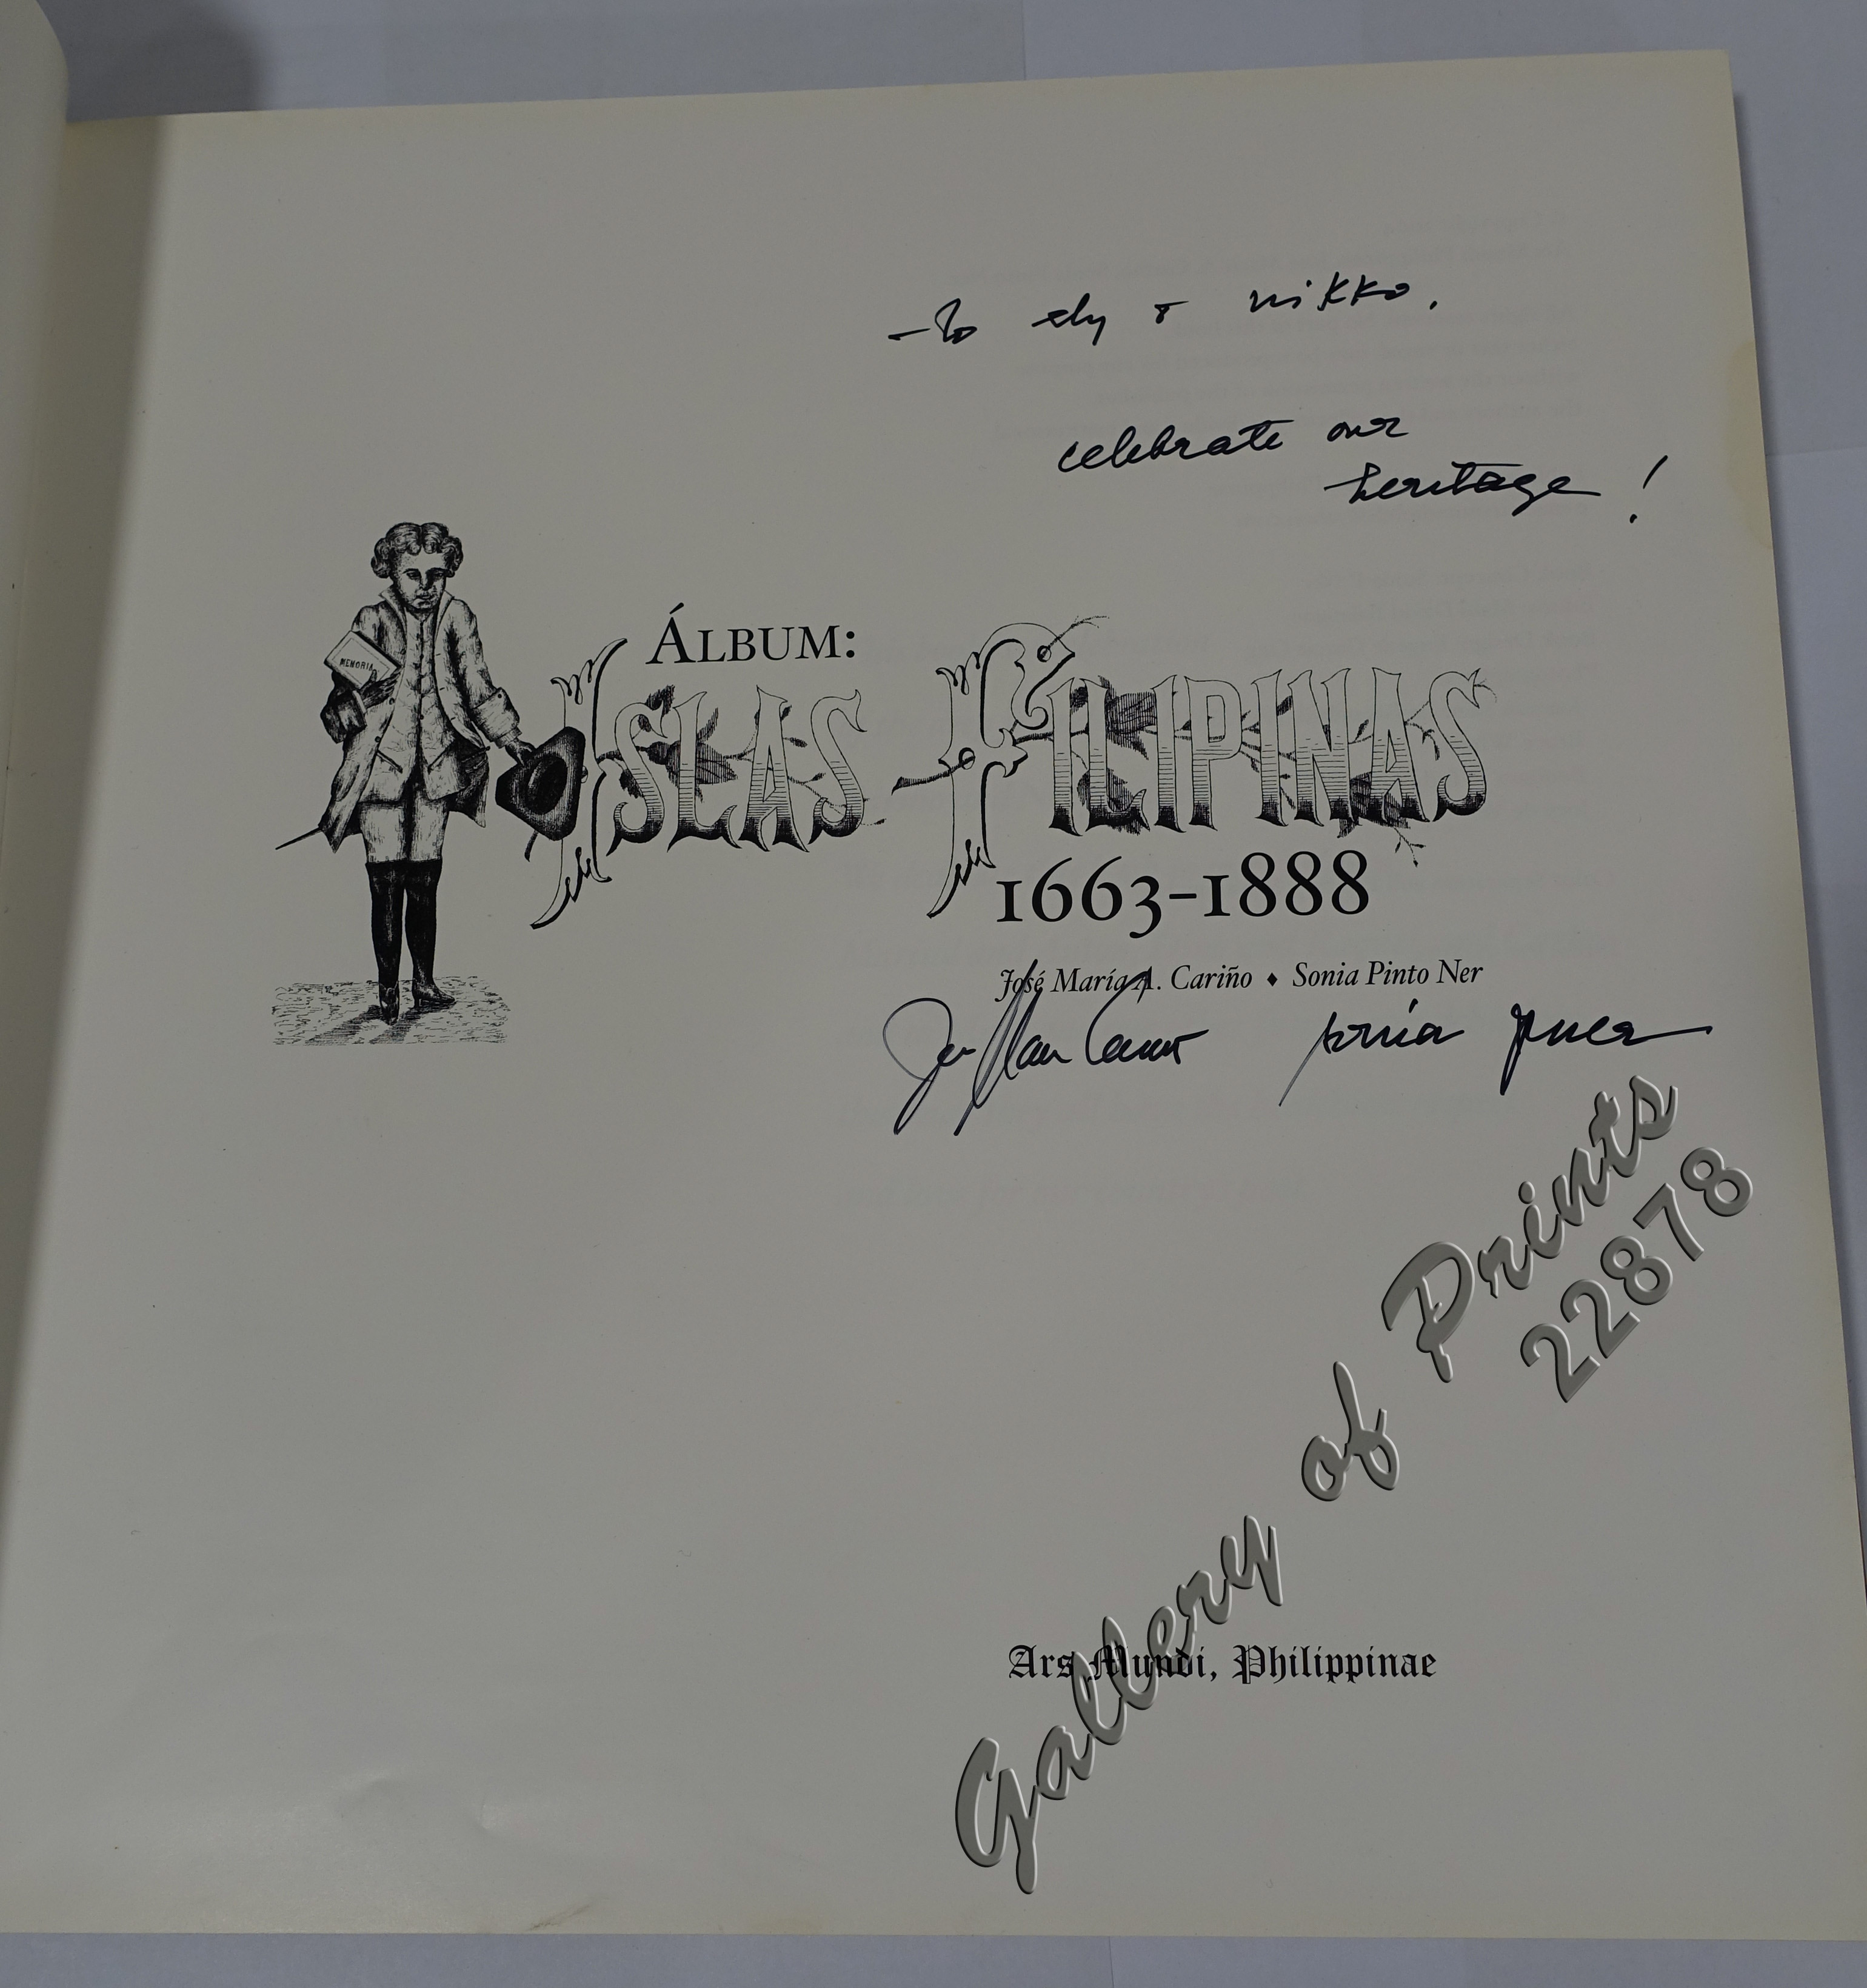 to ely & nikko,
celebrate our
heritage!
MEMORIA
ÁLBUM:
ISLAS FILIPINAS
1663-1888
José María A. Cariño ♦ Sonia Pinto Ner
Gallery of Prints
22878
Ars Mundi, Philippinae